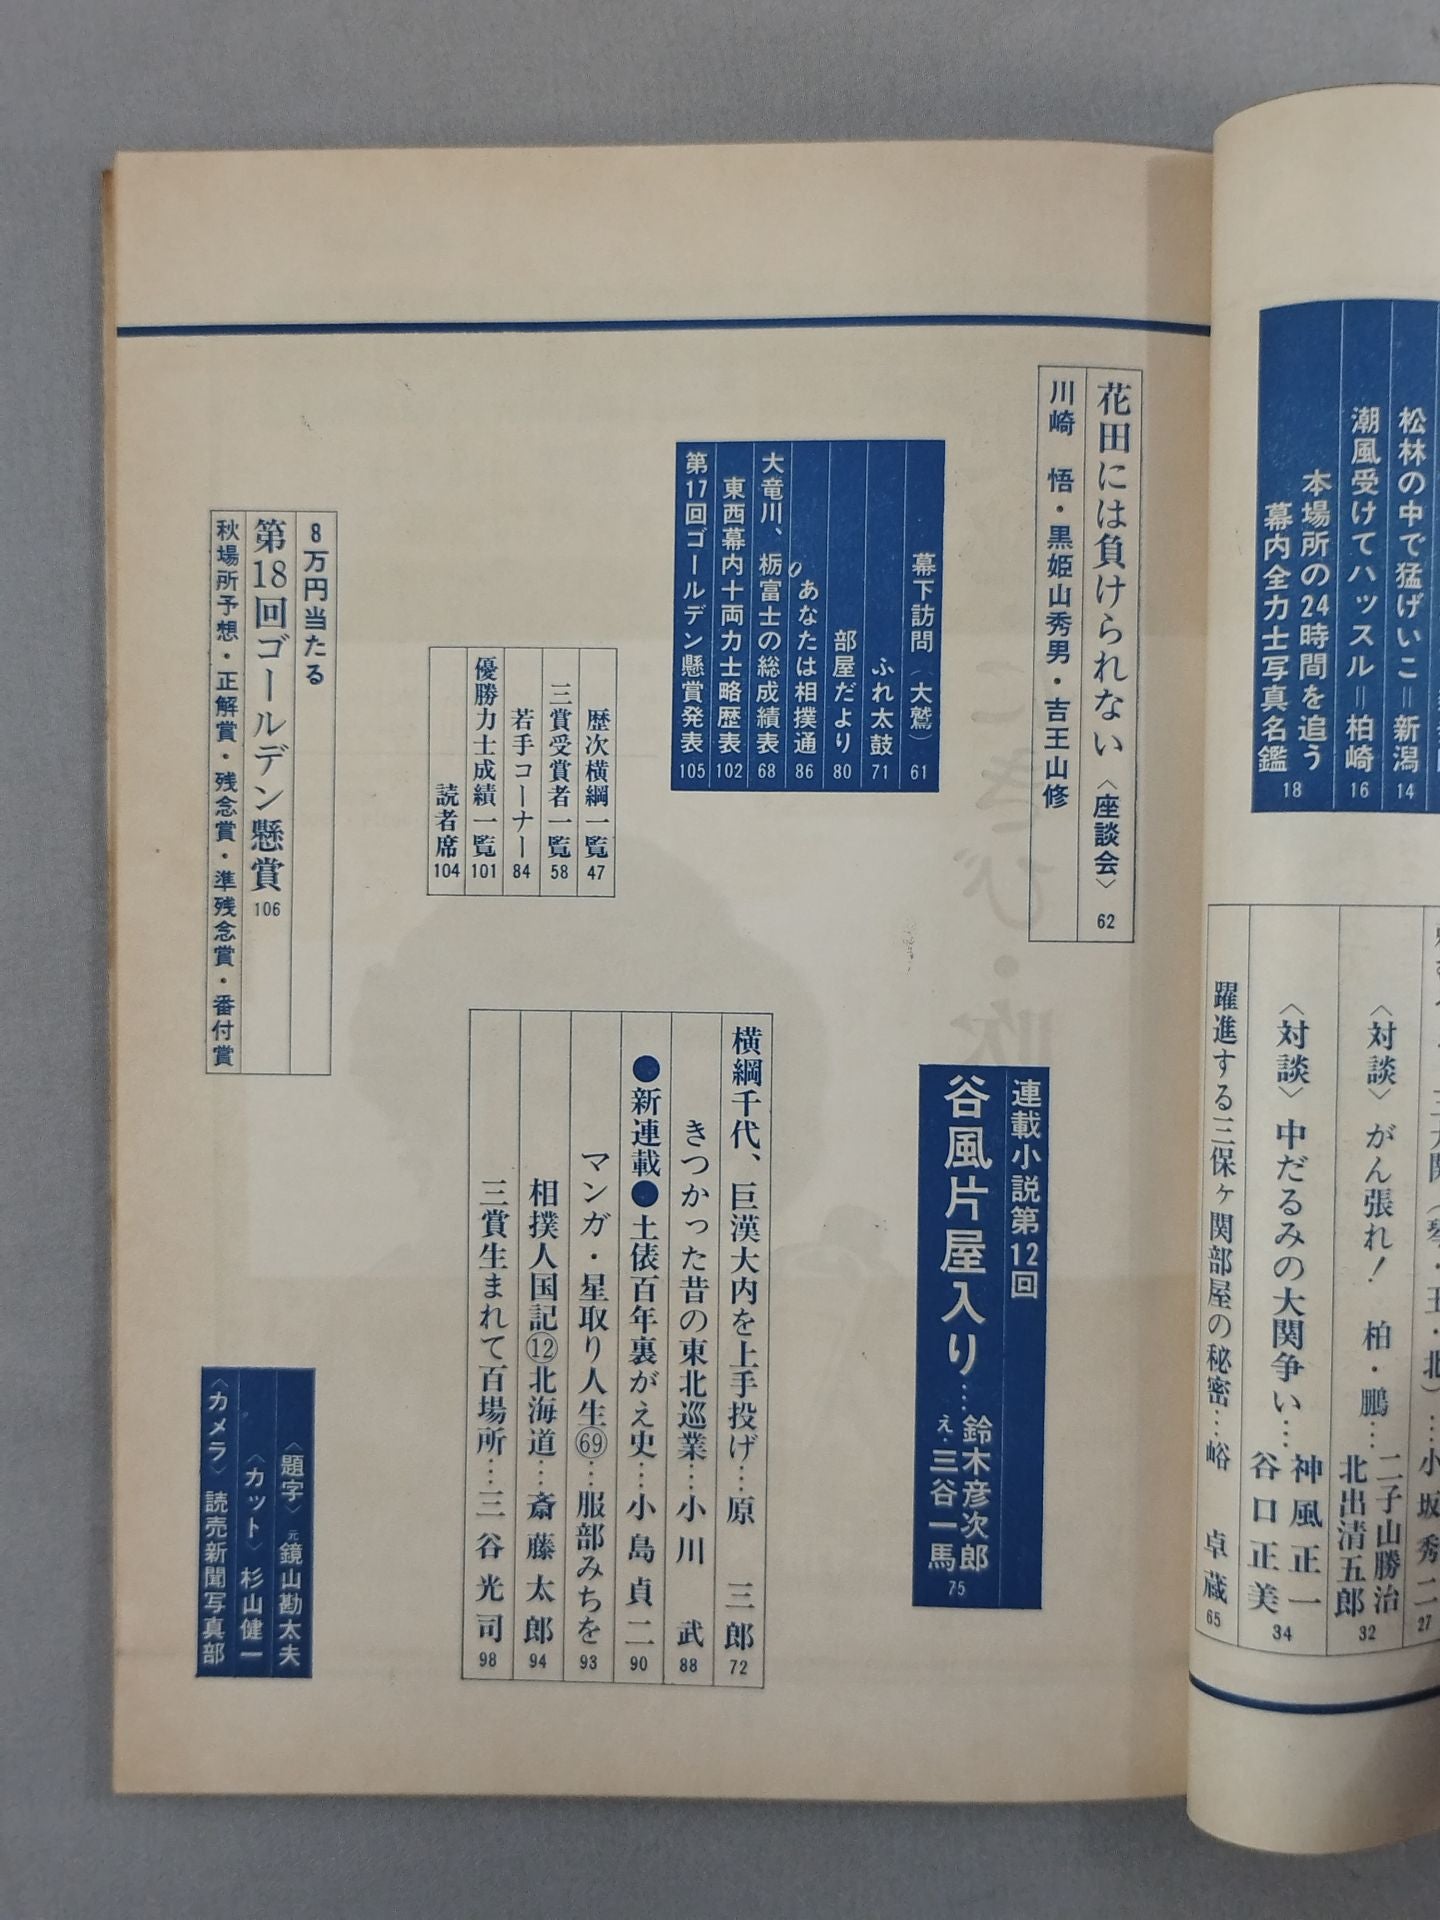 松林の中で猛げいこ＝新潟 14
潮風受けてハッスル＝柏崎 16
本場所の24時間を追う
幕内全力士写真名鑑 18
小坂秀二 27
〈対談〉がん張れ！ 柏・鵬… 二子山勝治 北出清五郎 32
〈対談〉中だるみの大関争い… 神風正一 谷口正美 34
躍進する三保ヶ関部屋の秘密… 峪 卓蔵 65
花田には負けられない〈座談会〉 62
川崎 悟・黒姫山秀男・吉王山修
幕下訪問（大鷲） 61
ふれ太鼓 71
部屋だより 80
あなたは相撲通 86
大竜川、栃富士の総成績表 68
東西幕内十両力士略歴表 102
第17回ゴールデン懸賞発表 105
歴次横綱一覧 47
三賞受賞者一覧 58
若手コーナー 84
優勝力士成績一覧 101
読者席 104
8万円当たる
第18回ゴールデン懸賞 106
秋場所予想・正解賞・残念賞・準残念賞・番付賞
連載小説第12回
谷風片屋入り… 鈴木彦次郎 え・三谷一馬 75
横綱千代、巨漢大内を上手投げ… 原 三郎 72
きつかった昔の東北巡業… 小川 武 88
●新連載●土俵百年裏がえ史… 小島貞二 90
マンガ・星取り人生㊿… 服部みちを 93
相撲人国記⑫北海道… 斎藤太郎 94
三賞生まれて百場所… 三谷光司 98
〈題字〉元鏡山勘太夫
〈カット〉杉山健一
〈カメラ〉読売新聞写真部